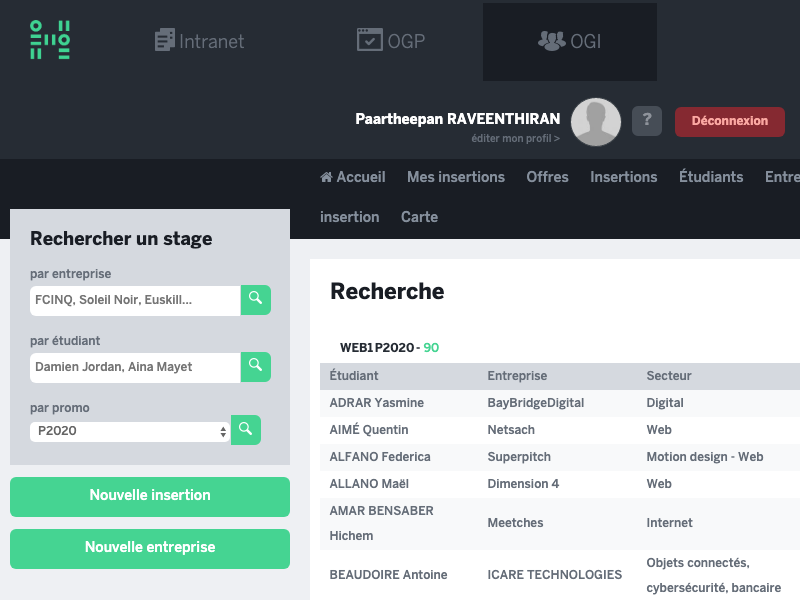 Intranet OGP OGI
Paartheepan RAVEENTHIRAN ? Déconnexion
éditer mon profil >
Accueil Mes insertions Offres Insertions Étudiants Entre
insertion Carte
Rechercher un stage
par entreprise
FCINQ, Soleil Noir, Euskill...
par étudiant
Damien Jordan, Aina Mayet
par promo
P2020
Nouvelle insertion
Nouvelle entreprise
Recherche
WEB1 P2020 - 90
Étudiant Entreprise Secteur
ADRAR Yasmine BayBridgeDigital Digital
AIMÉ Quentin Netsach Web
ALFANO Federica Superpitch Motion design - Web
ALLANO Maël Dimension 4 Web
AMAR BENSABER
Hichem Meetches Internet
BEAUDOIRE Antoine ICARE TECHNOLOGIES Objets connectés,
cybersécurité, bancaire